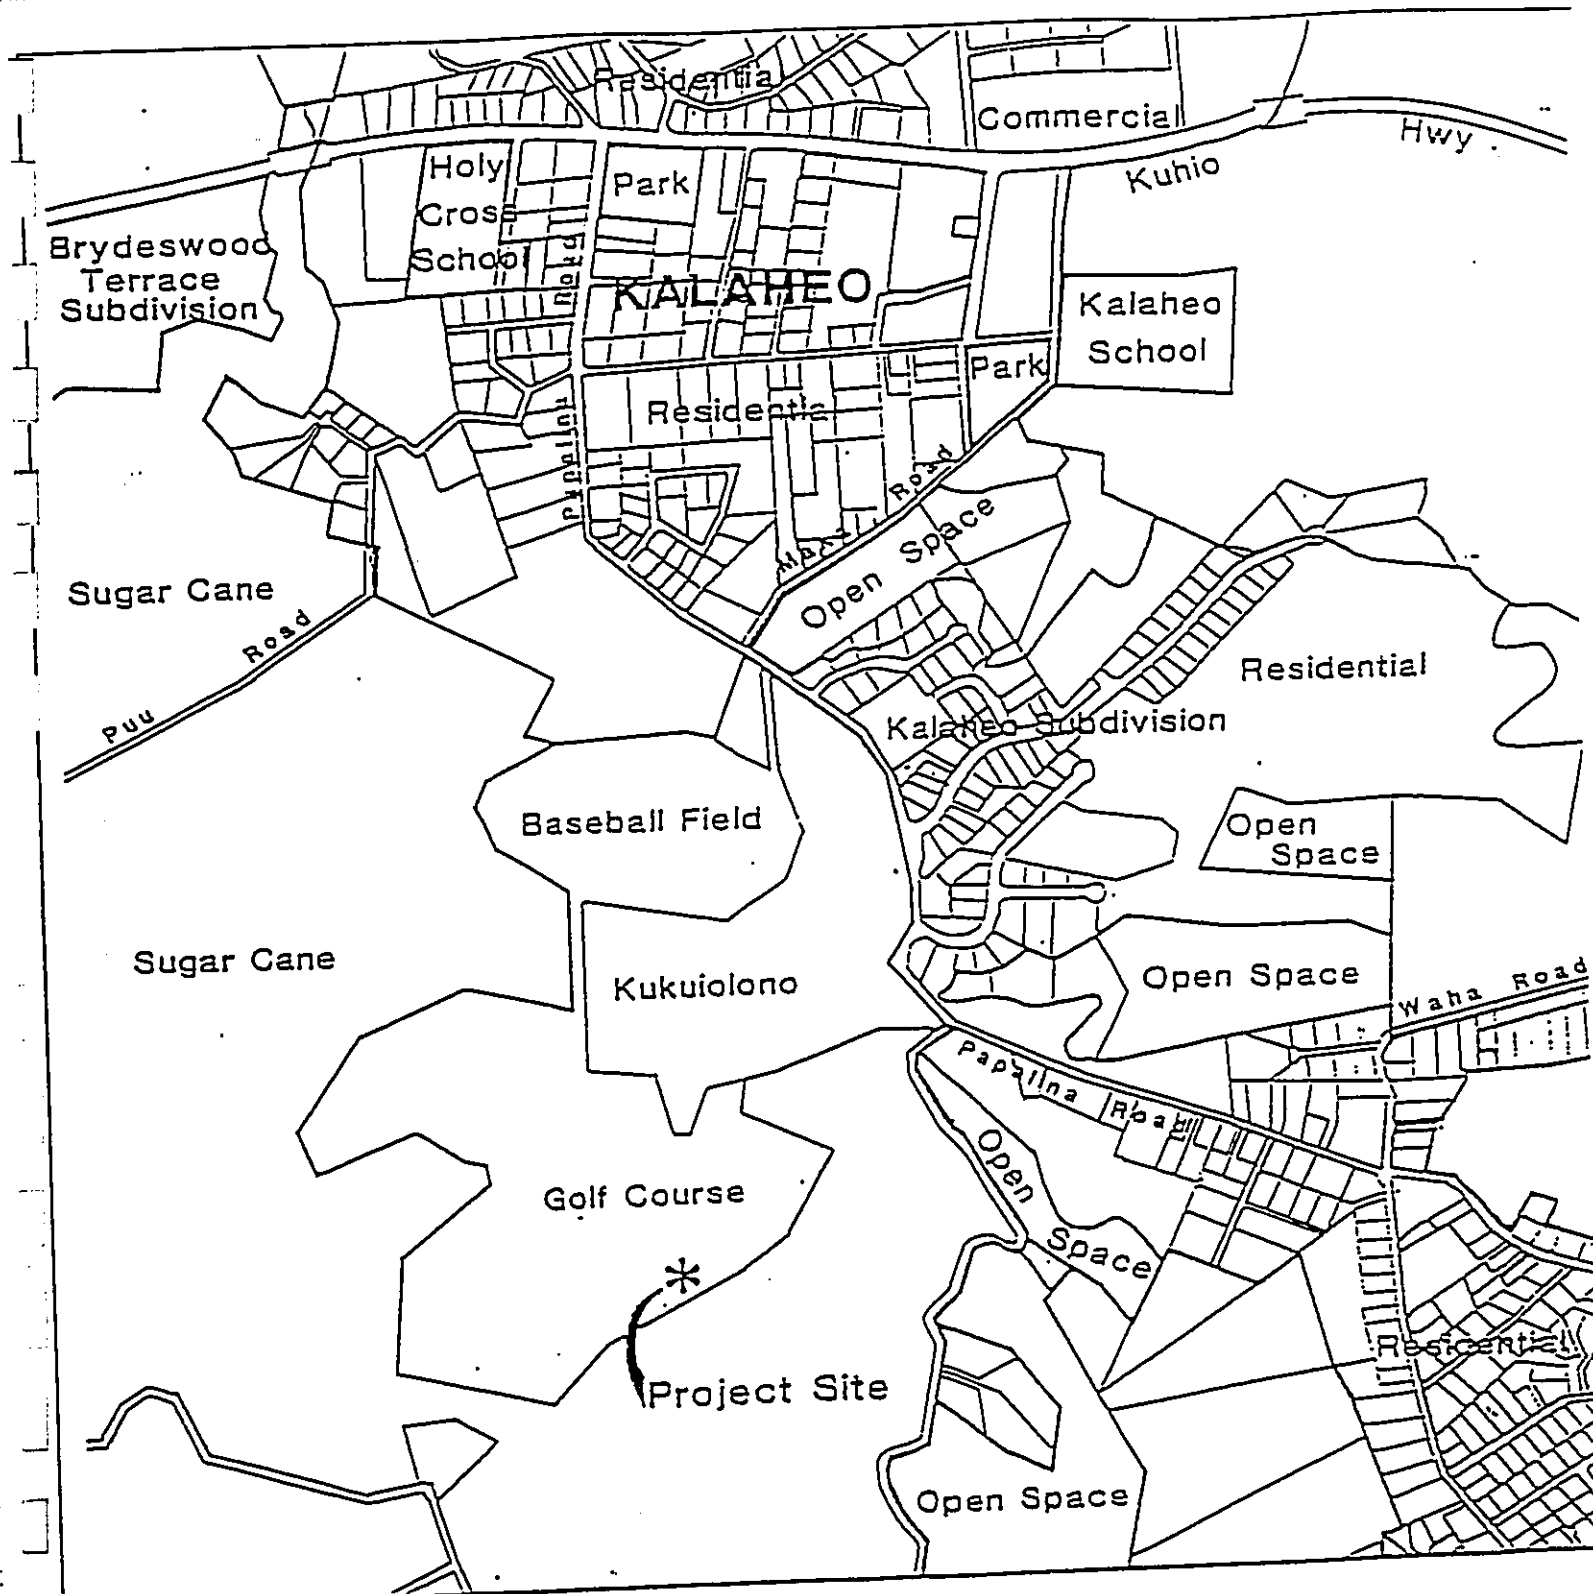 Residentia
Commercial
Hwy
Kuhio
Holy
Cross
School
Park
Brydeswood
Terrace
Subdivision
Road
KALAHEO
Kalaheo
School
Park
Residentia
Papalina
Maxa Road
Open Space
Sugar Cane
Puu Road
Residential
Kalaheo Subdivision
Baseball Field
Open
Space
Sugar Cane
Kukuiolono
Open Space
Waha Road
Papalina Road
Open
Space
Golf Course
*
Residential
Project Site
Open Space